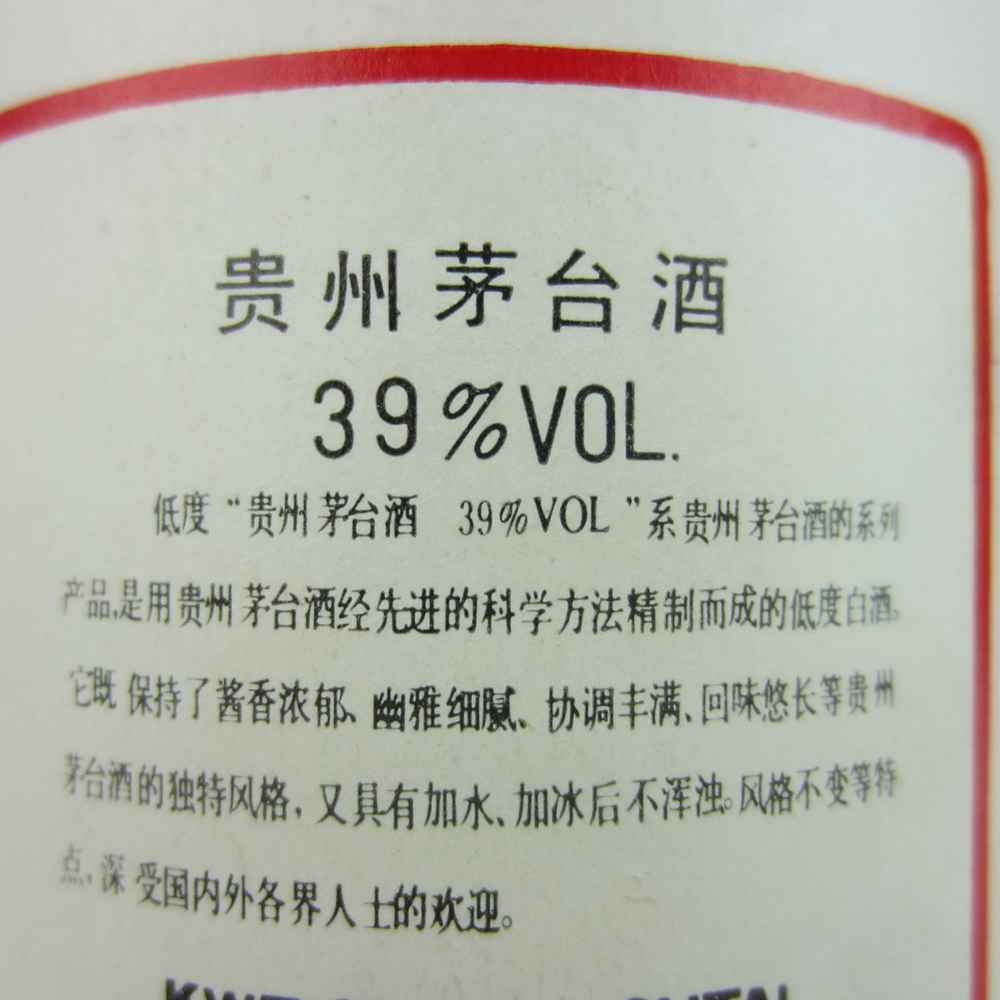 贵州茅台酒
39%VOL.
低度“贵州茅台酒 39%VOL”系贵州茅台酒的系列
产品,是用贵州茅台酒经先进的科学方法精制而成的低度白酒。
它既保持了酱香浓郁、幽雅细腻、协调丰满、回味悠长等贵州
茅台酒的独特风格，又具有加水、加冰后不浑浊。风格不变等特
点,深受国内外各界人士的欢迎。